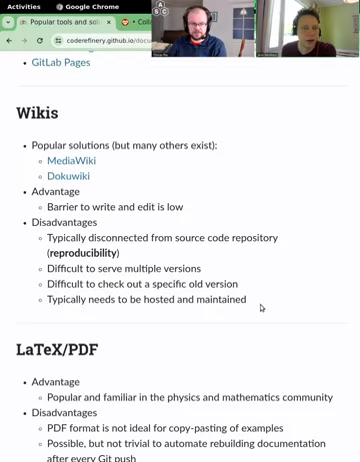 Activities
Google Chrome
Popular tools and sol
Colla
coderefinery.github.io/docu
GitLab Pages
Wikis
Popular solutions (but many others exist):
MediaWiki
Dokuwiki
Advantage
Barrier to write and edit is low
Disadvantages
Typically disconnected from source code repository
(reproducibility)
Difficult to serve multiple versions
Difficult to check out a specific old version
Typically needs to be hosted and maintained
LaTeX/PDF
Advantage
Popular and familiar in the physics and mathematics community
Disadvantages
PDF format is not ideal for copy-pasting of examples
Possible, but not trivial to automate rebuilding documentation
after every Git push